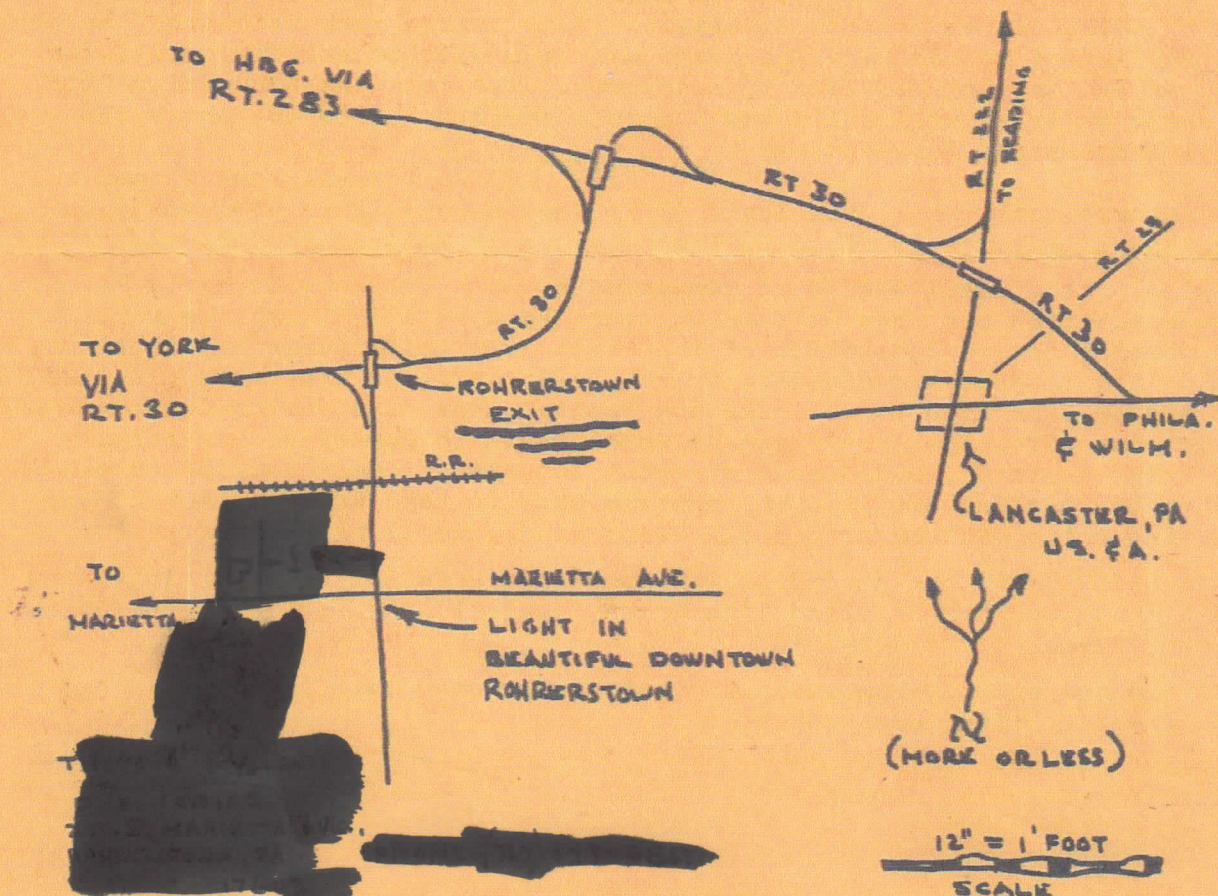 TO HBG. VIA
RT. 283
RT 30
RT 222
TO READING
RT 23
RT 30
RT. 30
TO YORK
VIA
RT. 30
ROHRERSTOWN
EXIT
TO PHILA.
& WILM.
R.R.
LANCASTER, PA
US. & A.
TO
MARIETTA
MARIETTA AVE.
LIGHT IN
BEAUTIFUL DOWNTOWN
ROHRERSTOWN
N
(MORE OR LESS)
12" = 1' FOOT
SCALE